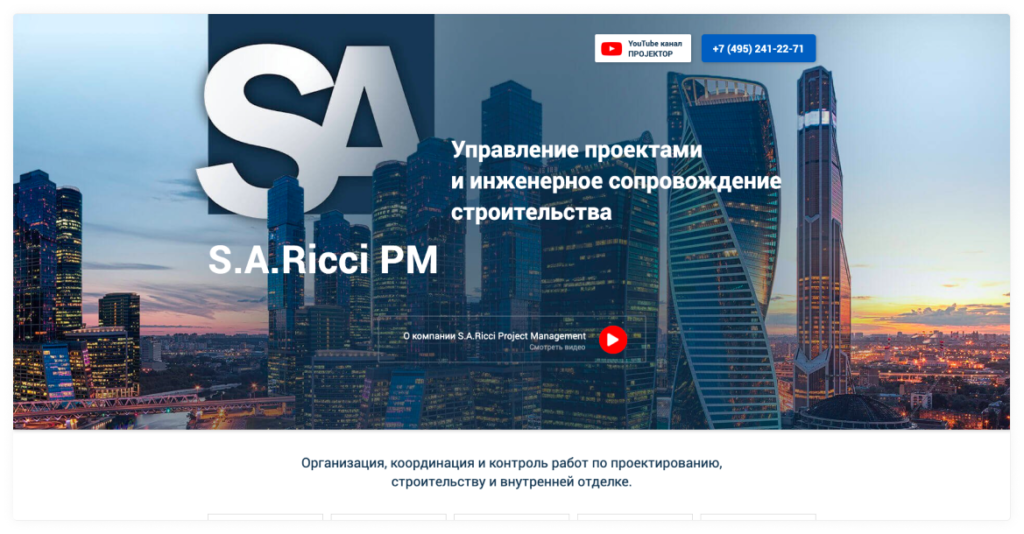 SA
YouTube канал
ПРОЈЕКТОР
+7 (495) 241-22-71
Управление проектами
и инженерное сопровождение
строительства
S.A.Ricci PM
О компании S.A.Ricci Project Management
Смотреть видео
Организация, координация и контроль работ по проектированию,
строительству и внутренней отделке.